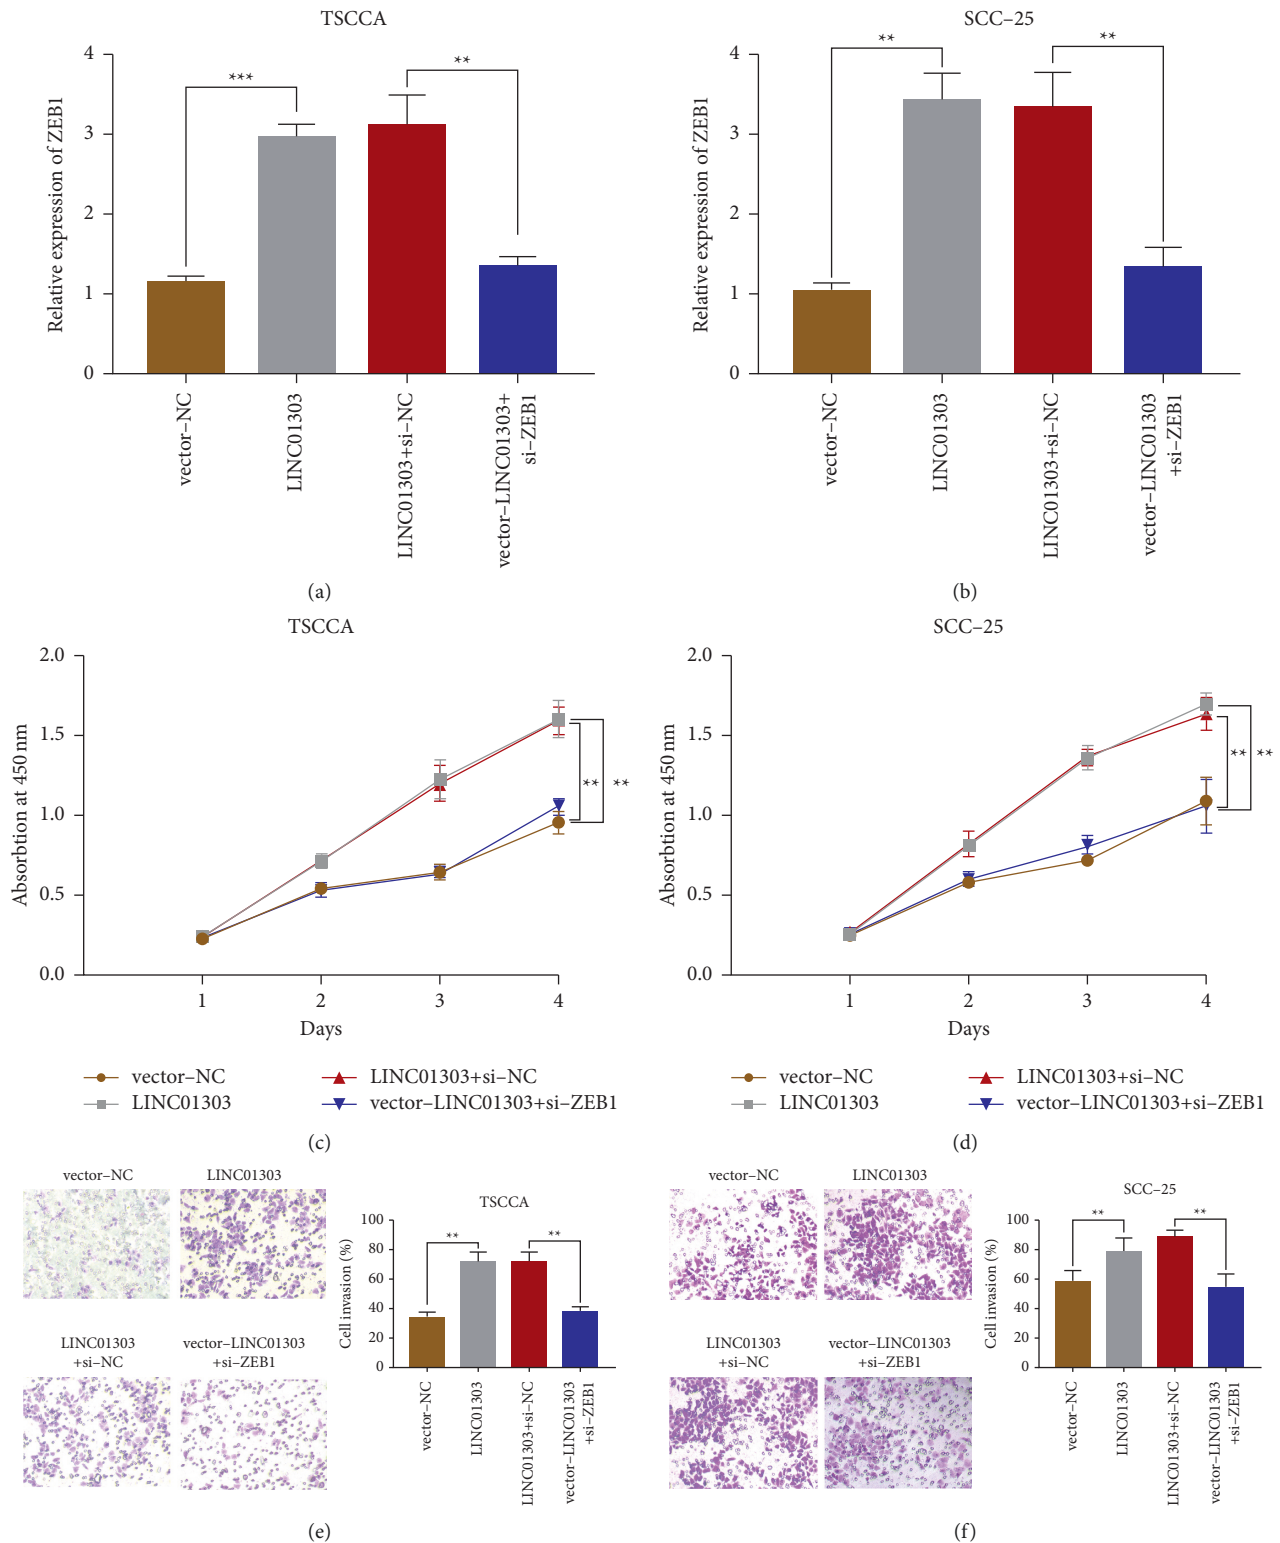 TSCCA
Relative expression of ZEB1
4
3
2
1
0
***
**
vector–NC
LINC01303
LINC01303+si–NC
vector–LINC01303+
si–ZEB1
(a)
SCC–25
Relative expression of ZEB1
4
3
2
1
0
**
**
vector–NC
LINC01303
LINC01303+si–NC
vector–LINC01303
+si–ZEB1
(b)
TSCCA
Absorbtion at 450 nm
2.0
1.5
1.0
0.5
0.0
** **
1 2 3 4
Days
vector–NC
LINC01303
LINC01303+si–NC
vector–LINC01303+si–ZEB1
(c)
SCC–25
Absorbtion at 450 nm
2.0
1.5
1.0
0.5
0.0
** **
1 2 3 4
Days
vector–NC
LINC01303
LINC01303+si–NC
vector–LINC01303+si–ZEB1
(d)
vector–NC
LINC01303
LINC01303
+si–NC
vector–LINC01303
+si–ZEB1
TSCCA
Cell invasion (%)
100
80
60
40
20
0
**
**
vector–NC
LINC01303
LINC01303+si–NC
vector–LINC01303
+si–ZEB1
(e)
vector–NC
LINC01303
LINC01303
+si–NC
vector–LINC01303
+si–ZEB1
SCC–25
Cell invasion (%)
100
80
60
40
20
0
**
**
vector–NC
LINC01303
LINC01303+si–NC
vector–LINC01303
+si–ZEB1
(f)